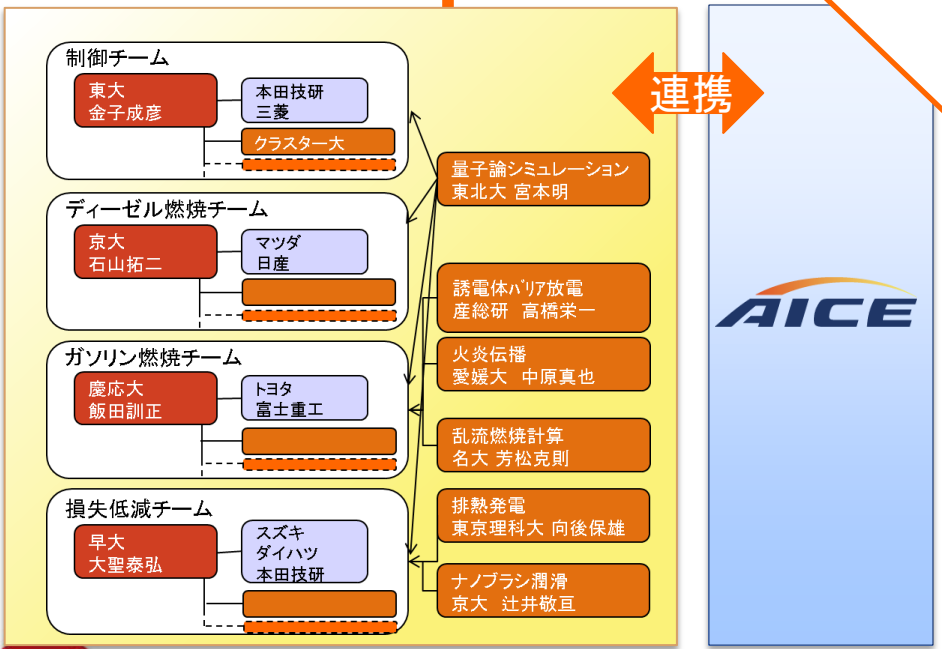 制御チーム
東大
金子成彦
本田技研
三菱
クラスター大
ディーゼル燃焼チーム
京大
石山拓二
マツダ
日産
ガソリン燃焼チーム
慶応大
飯田訓正
トヨタ
富士重工
損失低減チーム
早大
大聖泰弘
スズキ
ダイハツ
本田技研
量子論シミュレーション
東北大 宮本明
誘電体バリア放電
産総研 高橋栄一
火炎伝播
愛媛大 中原真也
乱流燃焼計算
名大 芳松克則
排熱発電
東京理科大 向後保雄
ナノブラシ潤滑
京大 辻井敬亘
連携
AICE